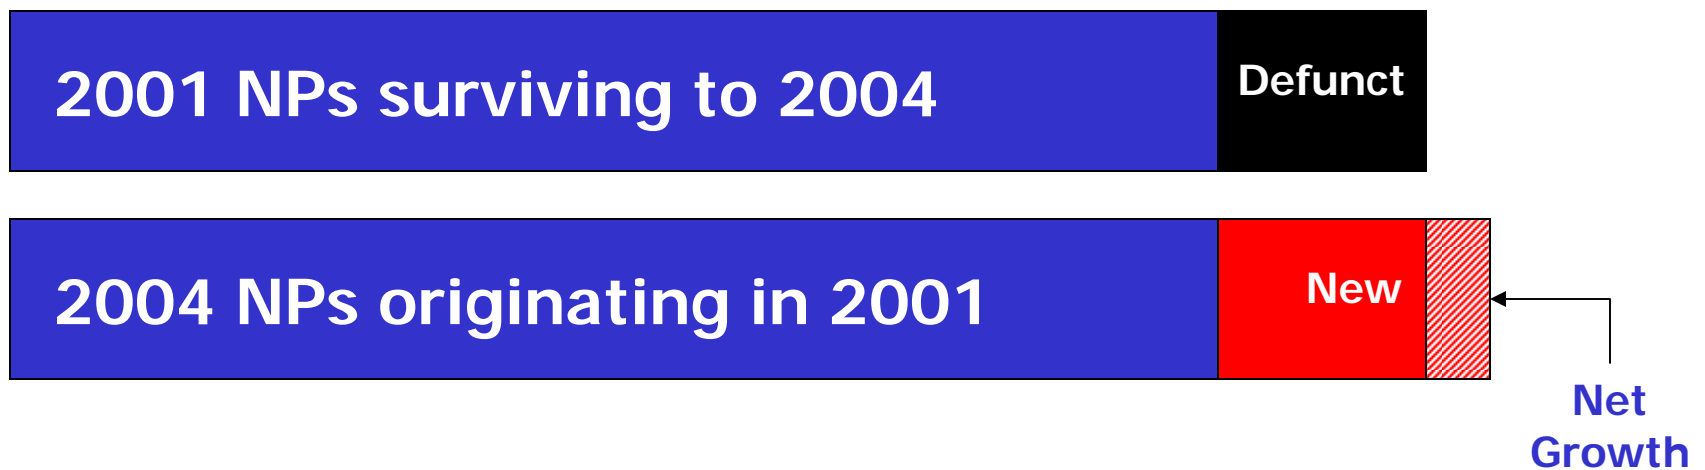 2001 NPs surviving to 2004
Defunct
2004 NPs originating in 2001
New
Net
Growth